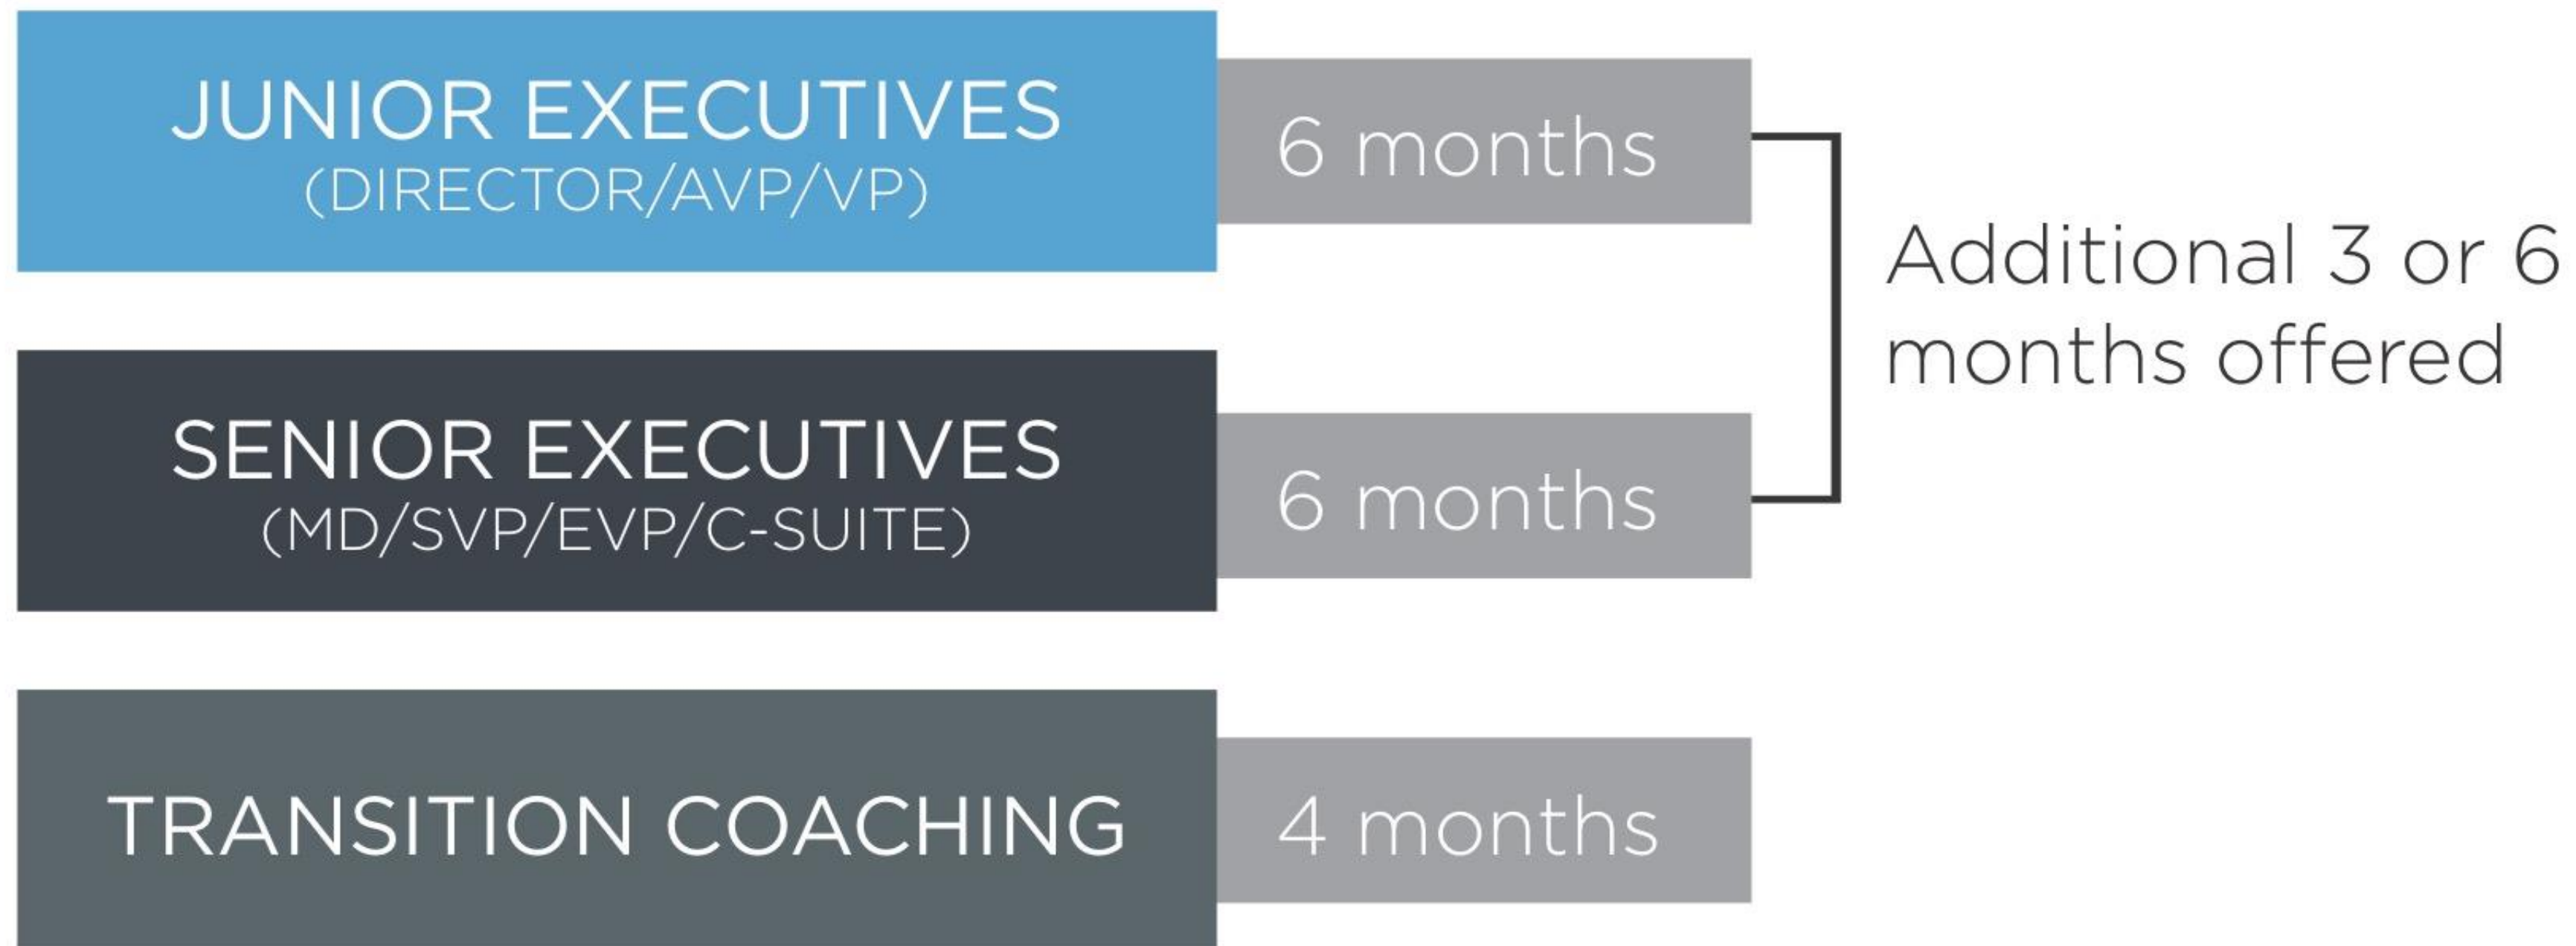 JUNIOR EXECUTIVES
(DIRECTOR/AVP/VP)
6 months
Additional 3 or 6
months offered
SENIOR EXECUTIVES
(MD/SVP/EVP/C-SUITE)
6 months
TRANSITION COACHING
4 months